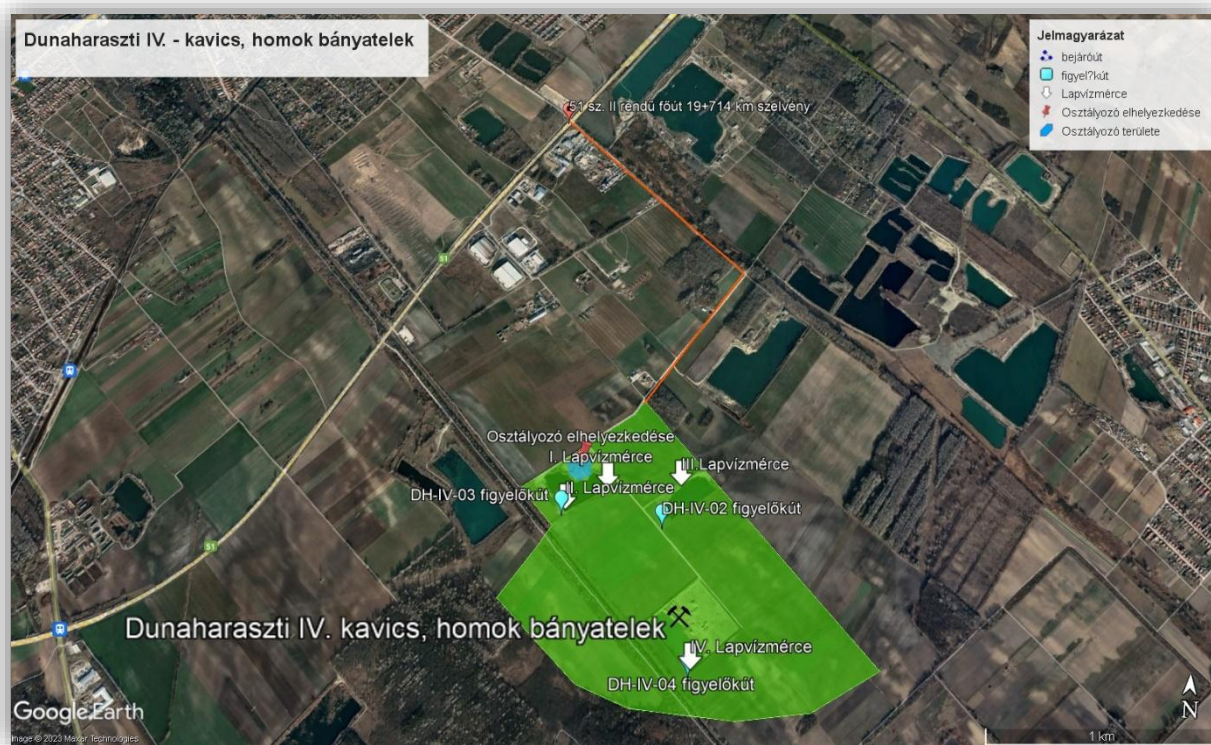 Dunaharaszti IV. - kavics, homok bányatelek
Jelmagyarázat
bejáróút
figyel?kút
Lapvízmérce
Osztályozó elhelyezkedése
Osztályozó területe
51 sz. II rendű főút 19+714 km szelvény
51
Osztályozó elhelyezkedése
I. Lapvízmérce
III.Lapvízmérce
II. Lapvízmérce
DH-IV-03 figyelőkút
DH-IV-02 figyelőkút
51
Dunaharaszti IV. kavics, homok bányatelek
IV. Lapvízmérce
DH-IV-04 figyelőkút
Google Earth
Image © 2023 Maxar Technologies
N
1 km